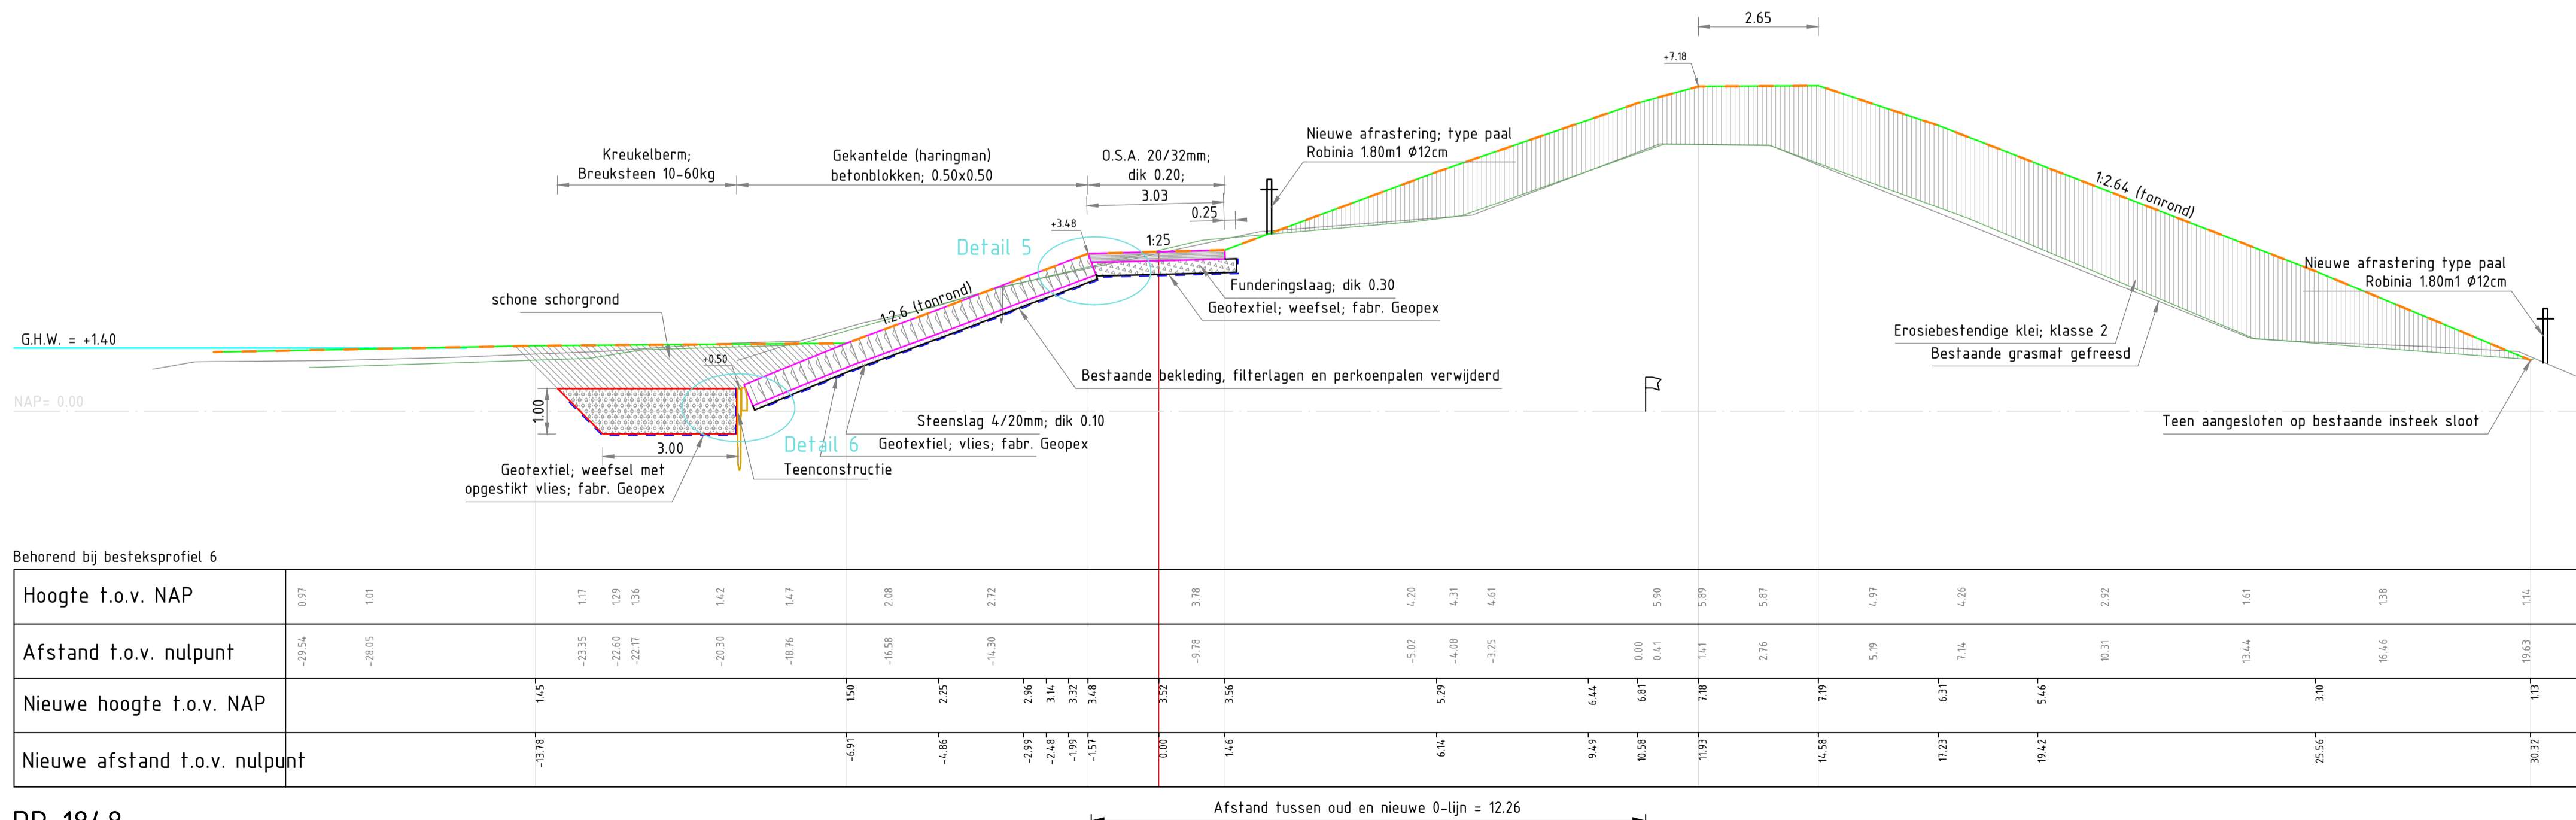 2.65
+7.18
Nieuwe afrastering; type paal
Robinia 1.80m1 Ø12cm
Kreukelberm;
Breuksteen 10-60kg
Gekantelde (haringman)
betonblokken; 0.50x0.50
O.S.A. 20/32mm;
dik 0.20;
3.03
0.25
+3.48
1:25
Detail 5
1:2.64 (tonrond)
Nieuwe afrastering type paal
Robinia 1.80m1 Ø12cm
schone schorgrond
1:2.6 (tonrond)
Funderingslaag; dik 0.30
Geotextiel; weefsel; fabr. Geopex
G.H.W. = +1.40
Erosiebestendige klei; klasse 2
Bestaande grasmat gefreesd
+0.50
Bestaande bekleding, filterlagen en perkoenpalen verwijderd
NAP= 0.00
1.00
3.00
Steenslag 4/20mm; dik 0.10
Geotextiel; vlies; fabr. Geopex
Detail 6
Teenconstructie
Teen aangesloten op bestaande insteek sloot
Geotextiel; weefsel met
opgestikt vlies; fabr. Geopex
Behorend bij besteksprofiel 6
Hoogte t.o.v. NAP 0.97 1.01 1.17 1.29 1.36 1.42 1.47 2.08 2.72 3.78 4.20 4.31 4.61 5.90 5.89 5.87 4.97 4.26 2.92 1.61 1.38 1.14
Afstand t.o.v. nulpunt -29.54 -28.05 -23.35 -22.60 -22.17 -20.30 -18.76 -16.58 -14.30 -9.78 -5.02 -4.08 -3.25 0.00 0.41 1.41 2.76 5.19 7.14 10.31 13.44 16.46 19.63
Nieuwe hoogte t.o.v. NAP 1.45 1.50 2.25 2.96 3.14 3.32 3.48 3.52 3.56 5.29 6.44 6.81 7.18 7.19 6.31 5.46 3.10 1.13
Nieuwe afstand t.o.v. nulpunt -13.78 -6.91 -4.86 -2.99 -2.48 -1.99 -1.57 0.00 1.46 6.14 9.49 10.58 11.93 14.58 17.23 19.42 25.56 30.32
Afstand tussen oud en nieuwe 0-lijn = 12.26